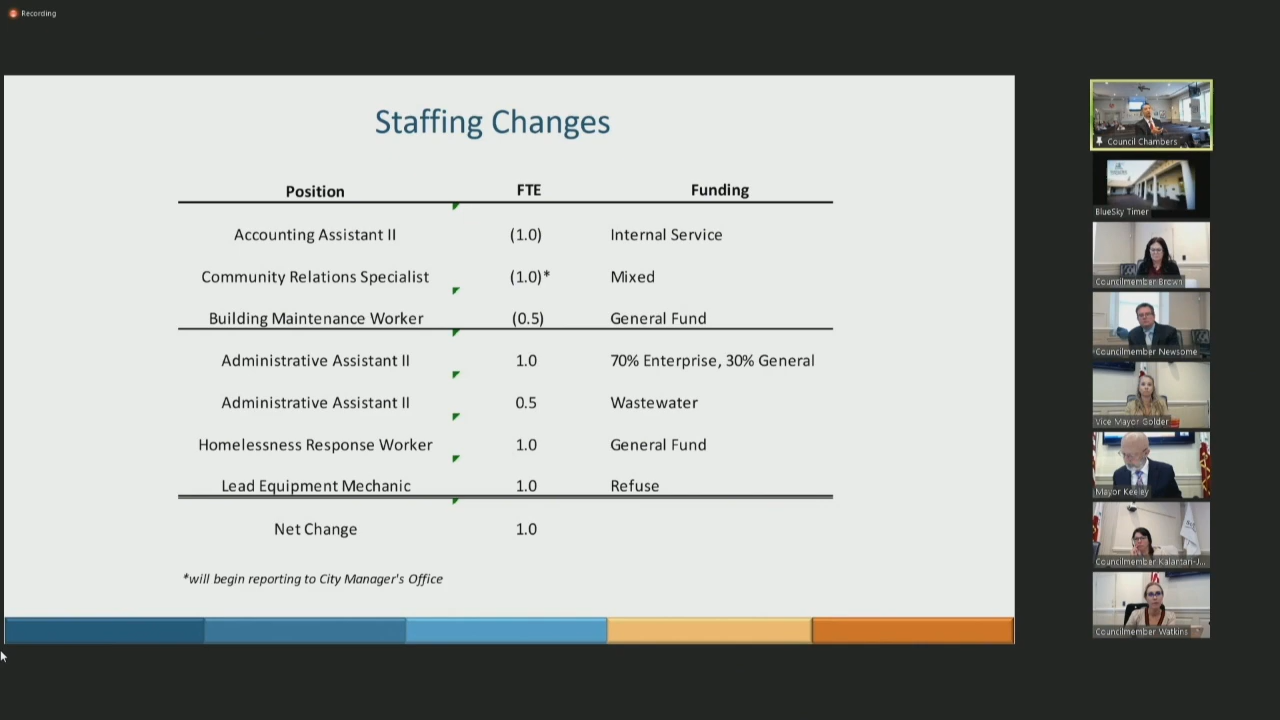 Recording
Staffing Changes
Position FTE Funding
Accounting Assistant II (1.0) Internal Service
Community Relations Specialist (1.0)* Mixed
Building Maintenance Worker (0.5) General Fund
Administrative Assistant II 1.0 70% Enterprise, 30% General
Administrative Assistant II 0.5 Wastewater
Homelessness Response Worker 1.0 General Fund
Lead Equipment Mechanic 1.0 Refuse
Net Change 1.0
*will begin reporting to City Manager's Office
Council Chambers
BlueSky Timer
Councilmember Brown
Councilmember Newsome
Vice Mayor Golder
Mayor Keeley
Councilmember Kalantari-J...
Councilmember Watkins